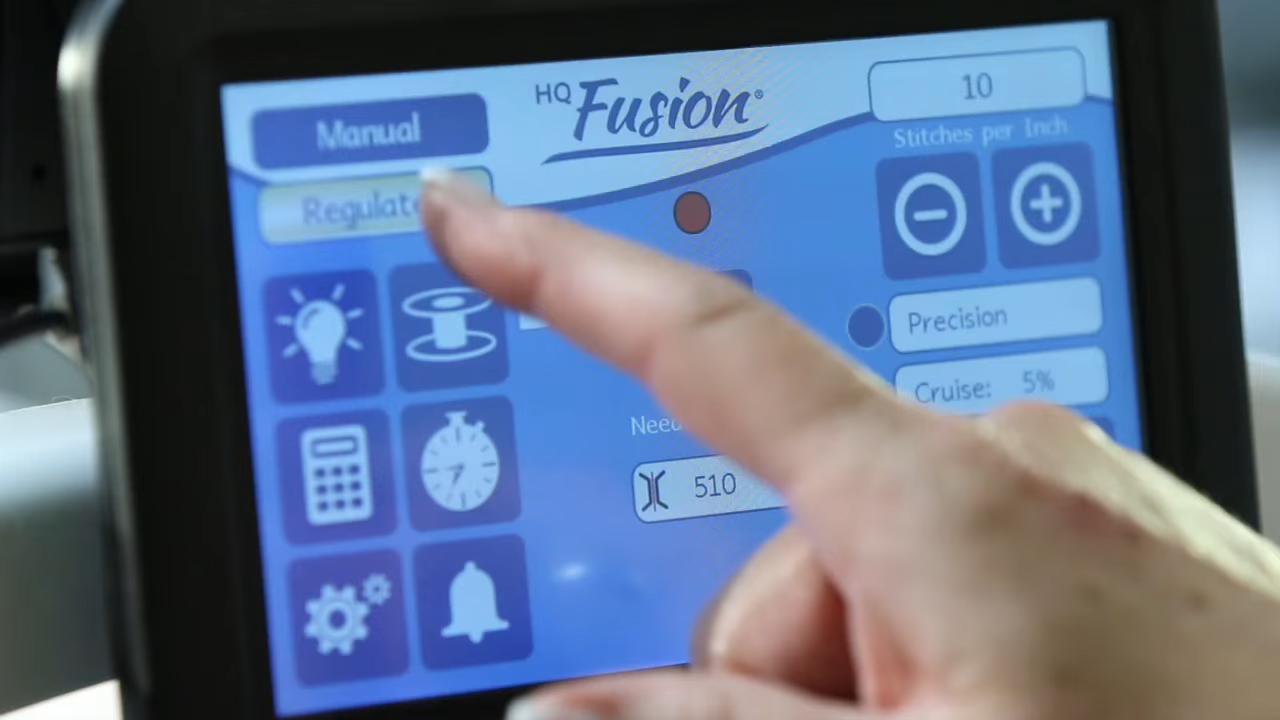 Manual
HQ Fusion®
10
Stitches per Inch
Precision
Cruise: 5%
510